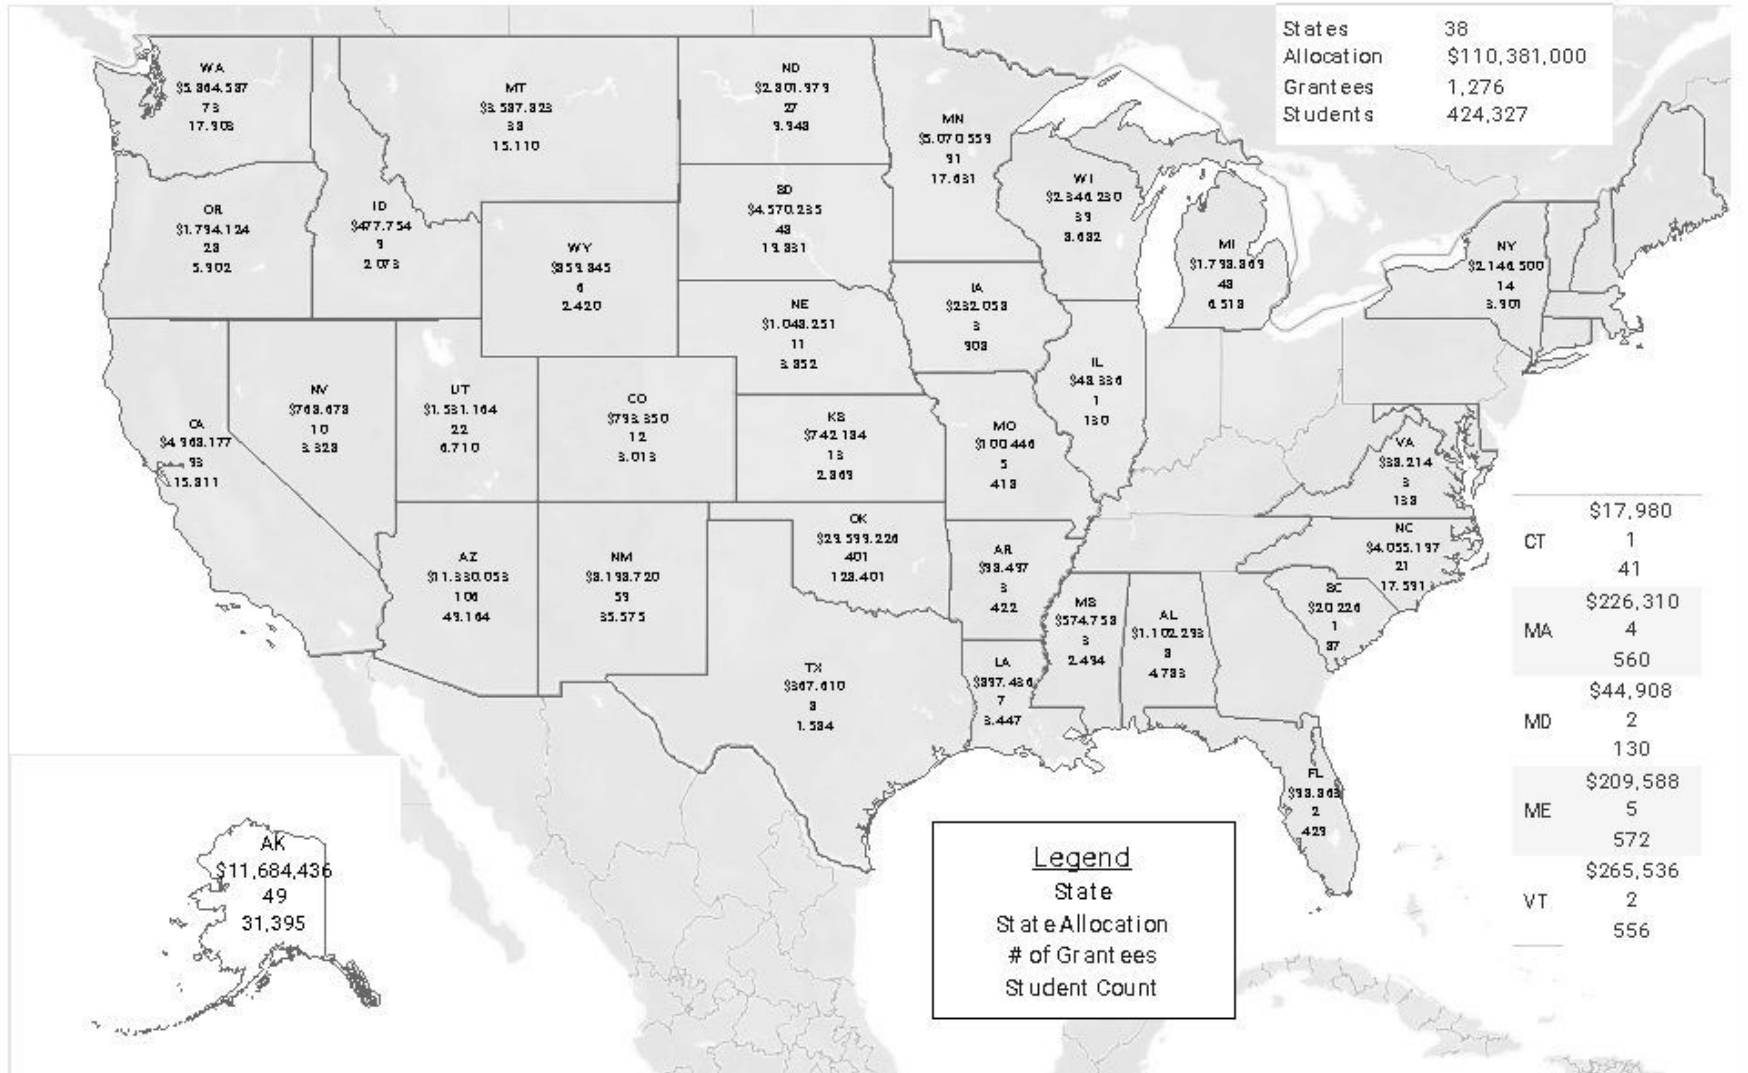 States 38
Allocation $110,381,000
Grantees 1,276
Students 424,327
WA
$5,864,587
73
17,908
MT
$3,587,823
38
15,110
ND
$2,801,979
27
9,948
MN
$5,070,559
91
17,631
OR
$1,794,124
28
5,902
ID
$477,754
9
2,073
WY
$859,845
6
2,420
SD
$4,570,235
48
19,831
WI
$2,346,230
39
8,682
MI
$1,798,869
48
6,518
NY
$2,146,500
14
3,901
NE
$1,048,251
11
3,852
IA
$232,058
3
908
IL
$48,336
1
130
CA
$4,968,177
93
15,811
NV
$768,678
10
3,328
UT
$1,531,164
22
6,710
CO
$793,350
12
3,013
KS
$742,184
13
2,869
MO
$100,446
5
418
VA
$38,214
3
138
AZ
$11,330,053
106
49,164
NM
$8,198,720
59
35,575
OK
$29,599,226
401
128,401
AR
$98,497
3
422
NC
$4,055,197
21
17,591
SC
$20,226
1
87
MS
$574,758
3
2,494
AL
$1,102,293
8
4,783
TX
$367,610
8
1,584
LA
$897,436
7
3,447
FL
$98,863
2
429
AK
$11,684,436
49
31,395
Legend
State
State Allocation
# of Grantees
Student Count
$17,980
CT 1
41
$226,310
MA 4
560
$44,908
MD 2
130
$209,588
ME 5
572
$265,536
VT 2
556